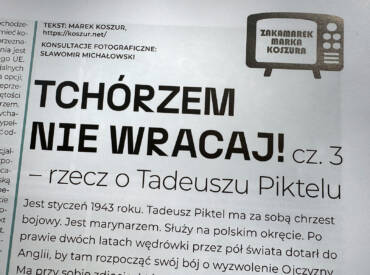 TEKST: MAREK KOSZUR,
https://koszur.net/
KONSULTACJE FOTOGRAFICZNE:
SŁAWOMIR MICHAŁOWSKI
ZAKAMAREK
MARKA
KOSZURA
TCHÓRZEM
NIE WRACAJ! cz. 3
– rzecz o Tadeuszu Piktelu
Jest styczeń 1943 roku. Tadeusz Piktel ma za sobą chrzest
bojowy. Jest marynarzem. Służy na polskim okręcie. Po
prawie dwóch latach wędrówki przez pół świata dotarł do
Anglii, by tam rozpocząć swój bój o wyzwolenie Ojczyzny.